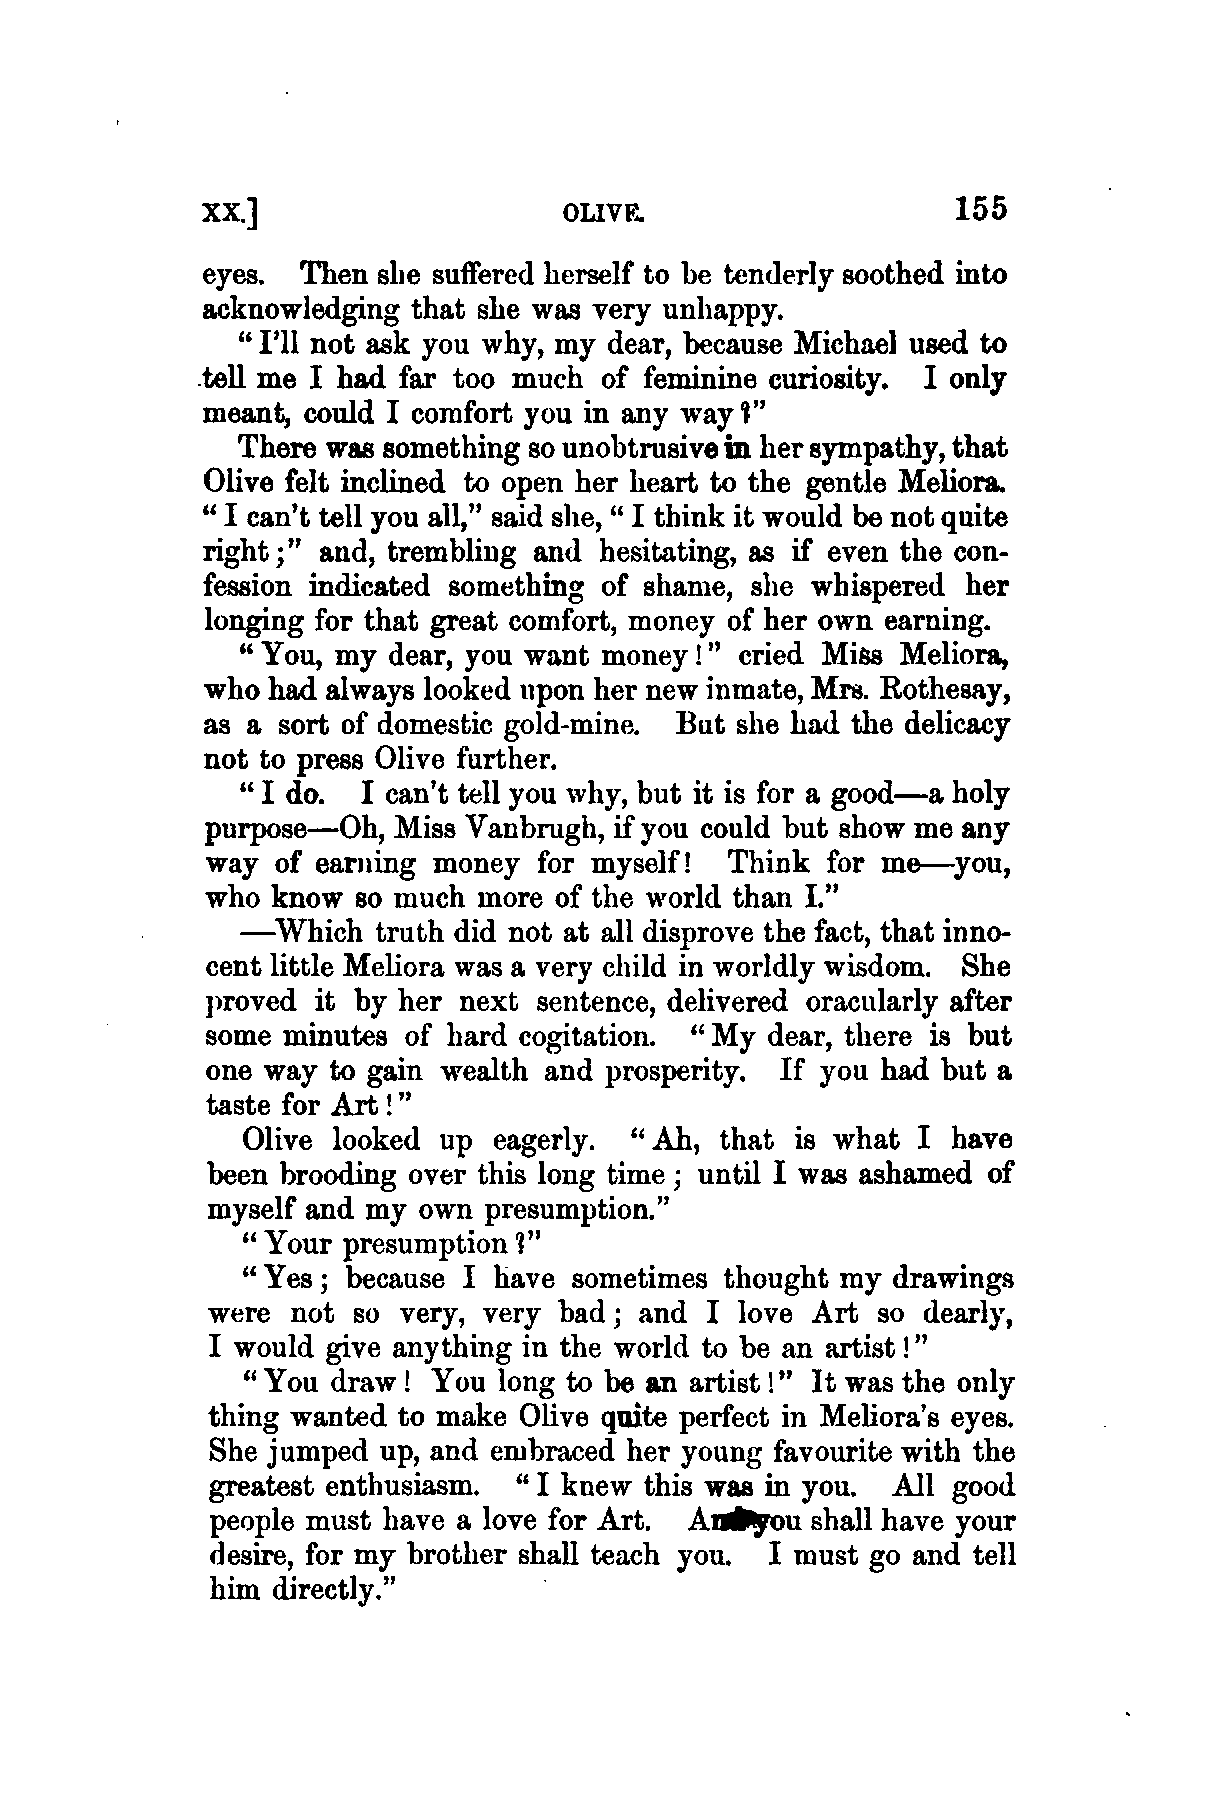 XX.] OLIVE. 155
eyes. Then she suffered herself to be tenderly soothed into
acknowledging that she was very unhappy.
“I’ll not ask you why, my dear, because Michael used to
tell me I had far too much of feminine curiosity. I only
meant, could I comfort you in any way?”
There was something so unobtrusive in her sympathy, that
Olive felt inclined to open her heart to the gentle Meliora.
“I can’t tell you all,” said she, “I think it would be not quite
right;” and, trembling and hesitating, as if even the con-
fession indicated something of shame, she whispered her
longing for that great comfort, money of her own earning.
“You, my dear, you want money!” cried Miss Meliora,
who had always looked upon her new inmate, Mrs. Rothesay,
as a sort of domestic gold-mine. But she had the delicacy
not to press Olive further.
“I do. I can’t tell you why, but it is for a good—a holy
purpose—Oh, Miss Vanbrugh, if you could but show me any
way of earning money for myself! Think for me—you,
who know so much more of the world than I.”
—Which truth did not at all disprove the fact, that inno-
cent little Meliora was a very child in worldly wisdom. She
proved it by her next sentence, delivered oracularly after
some minutes of hard cogitation. “My dear, there is but
one way to gain wealth and prosperity. If you had but a
taste for Art!”
Olive looked up eagerly. “Ah, that is what I have
been brooding over this long time; until I was ashamed of
myself and my own presumption.”
“Your presumption?”
“Yes; because I have sometimes thought my drawings
were not so very, very bad; and I love Art so dearly,
I would give anything in the world to be an artist!”
“You draw! You long to be an artist!” It was the only
thing wanted to make Olive quite perfect in Meliora’s eyes.
She jumped up, and embraced her young favourite with the
greatest enthusiasm. “I knew this was in you. All good
people must have a love for Art. And you shall have your
desire, for my brother shall teach you. I must go and tell
him directly.”